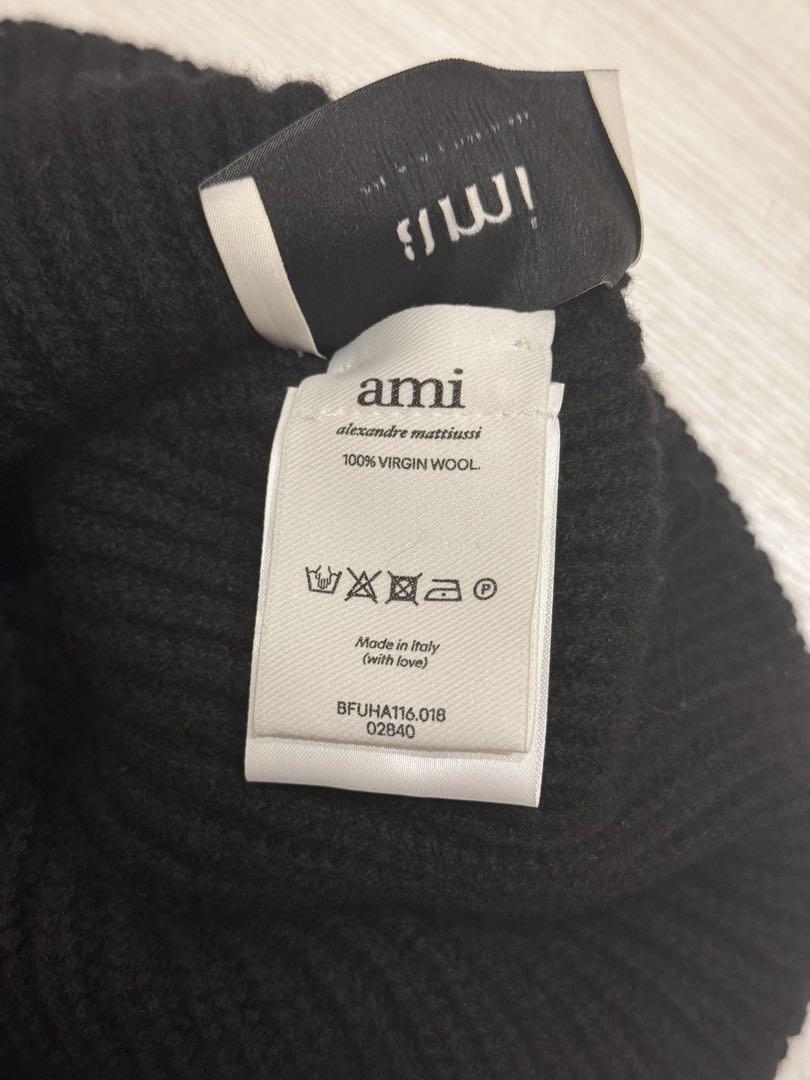 ami
ami
alexandre mattiussi
100% VIRGIN WOOL.
P
Made in Italy
(with love)
BFUHA116.018
02840